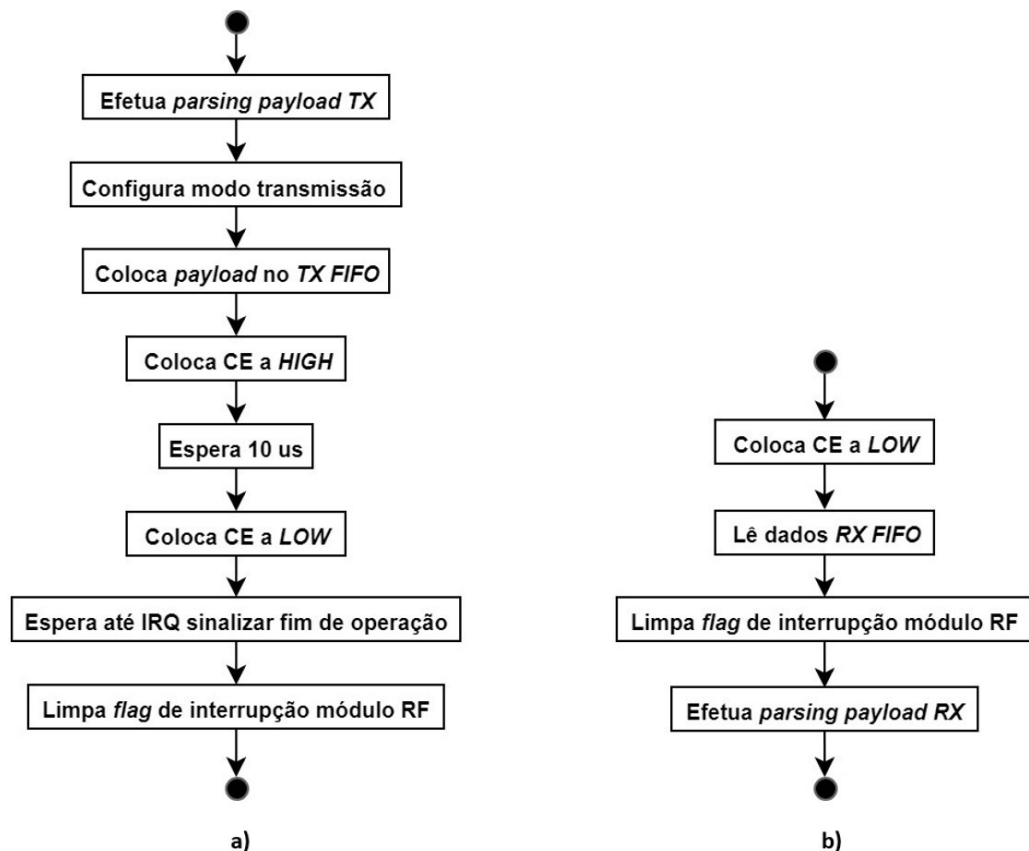 Efetua parsing payload TX
Configura modo transmissão
Coloca payload no TX FIFO
Coloca CE a HIGH
Espera 10 us
Coloca CE a LOW
Espera até IRQ sinalizar fim de operação
Limpa flag de interrupção módulo RF
a)
Coloca CE a LOW
Lê dados RX FIFO
Limpa flag de interrupção módulo RF
Efetua parsing payload RX
b)